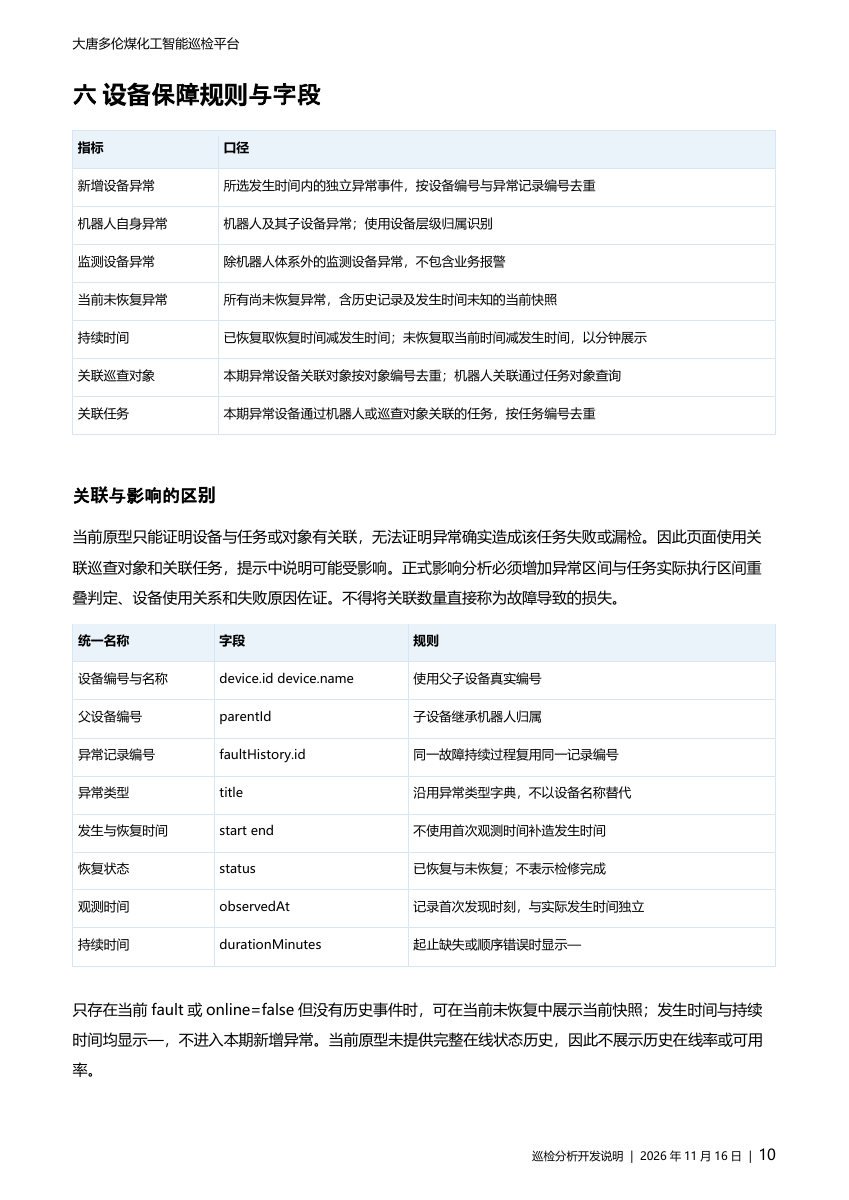 大唐多伦煤化工智能巡检平台
六 设备保障规则与字段
指标 口径
新增设备异常 所选发生时间内的独立异常事件，按设备编号与异常记录编号去重
机器人自身异常 机器人及其子设备异常；使用设备层级归属识别
监测设备异常 除机器人体系外的监测设备异常，不包含业务报警
当前未恢复异常 所有尚未恢复异常，含历史记录及发生时间未知的当前快照
持续时间 已恢复取恢复时间减发生时间；未恢复取当前时间减发生时间，以分钟展示
关联巡查对象 本期异常设备关联对象按对象编号去重；机器人关联通过任务对象查询
关联任务 本期异常设备通过机器人或巡查对象关联的任务，按任务编号去重
关联与影响的区别
当前原型只能证明设备与任务或对象有关联，无法证明异常确实造成该任务失败或漏检。因此页面使用关
联巡查对象和关联任务，提示中说明可能受影响。正式影响分析必须增加异常区间与任务实际执行区间重
叠判定、设备使用关系和失败原因佐证。不得将关联数量直接称为故障导致的损失。
统一名称 字段 规则
设备编号与名称 device.id device.name 使用父子设备真实编号
父设备编号 parentId 子设备继承机器人归属
异常记录编号 faultHistory.id 同一故障持续过程复用同一记录编号
异常类型 title 沿用异常类型字典，不以设备名称替代
发生与恢复时间 start end 不使用首次观测时间补造发生时间
恢复状态 status 已恢复与未恢复；不表示检修完成
观测时间 observedAt 记录首次发现时刻，与实际发生时间独立
持续时间 durationMinutes 起止缺失或顺序错误时显示—
只存在当前 fault 或 online=false 但没有历史事件时，可在当前未恢复中展示当前快照；发生时间与持续
时间均显示—，不进入本期新增异常。当前原型未提供完整在线状态历史，因此不展示历史在线率或可用
率。
巡检分析开发说明 | 2026 年 11 月 16 日 | 10